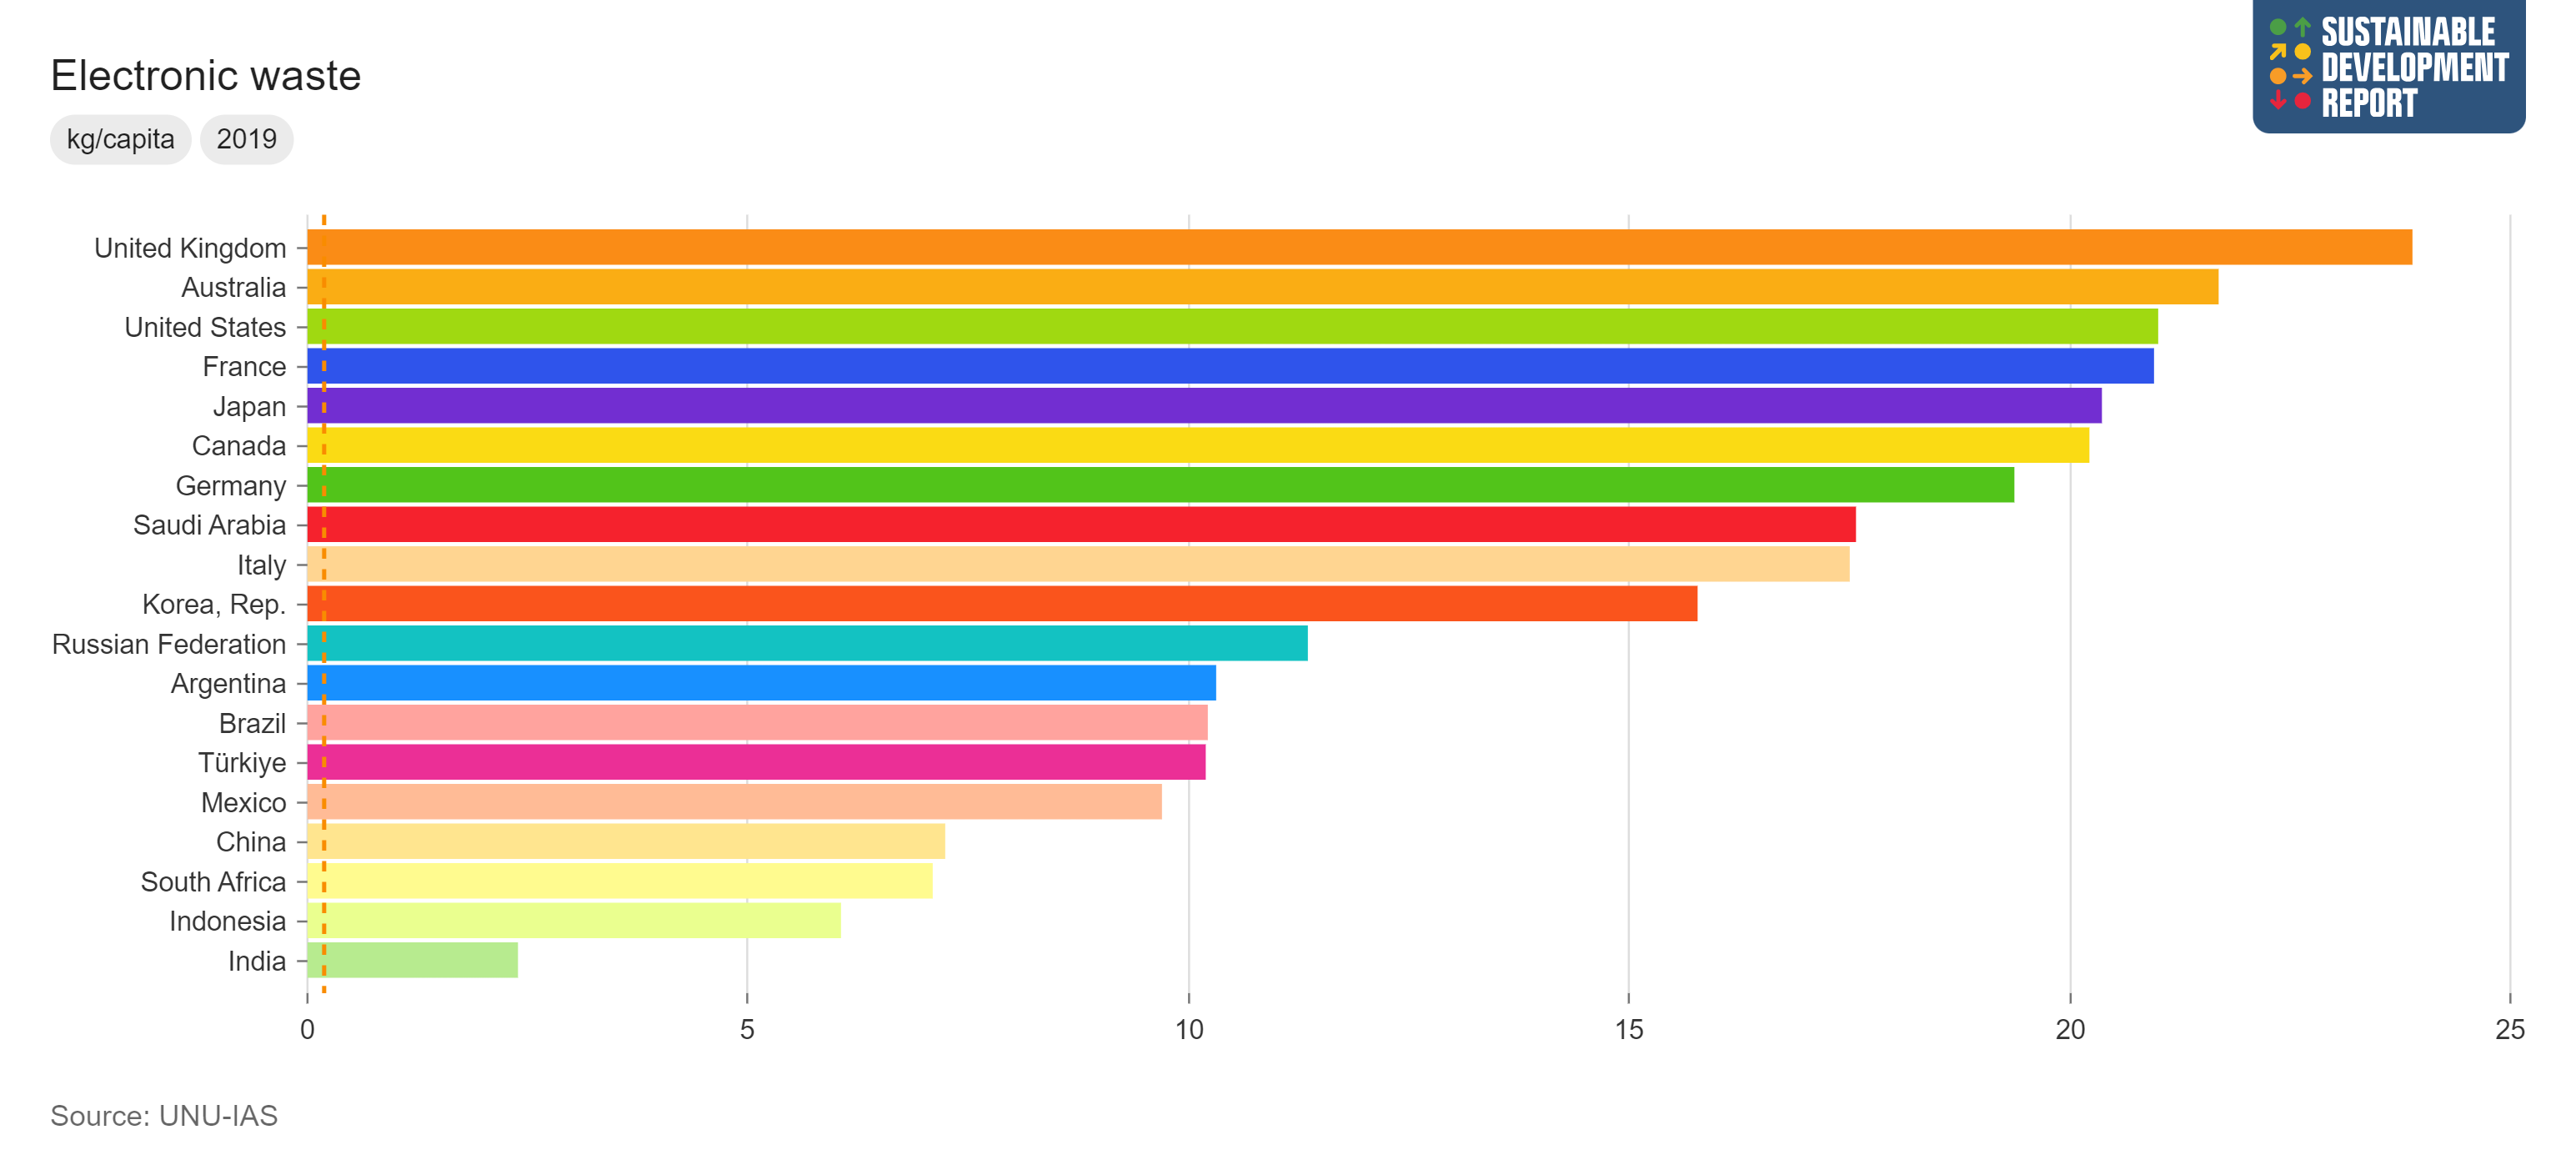 SUSTAINABLE
DEVELOPMENT
REPORT
Electronic waste
kg/capita 2019
United Kingdom
Australia
United States
France
Japan
Canada
Germany
Saudi Arabia
Italy
Korea, Rep.
Russian Federation
Argentina
Brazil
Türkiye
Mexico
China
South Africa
Indonesia
India
0 5 10 15 20 25
Source: UNU-IAS